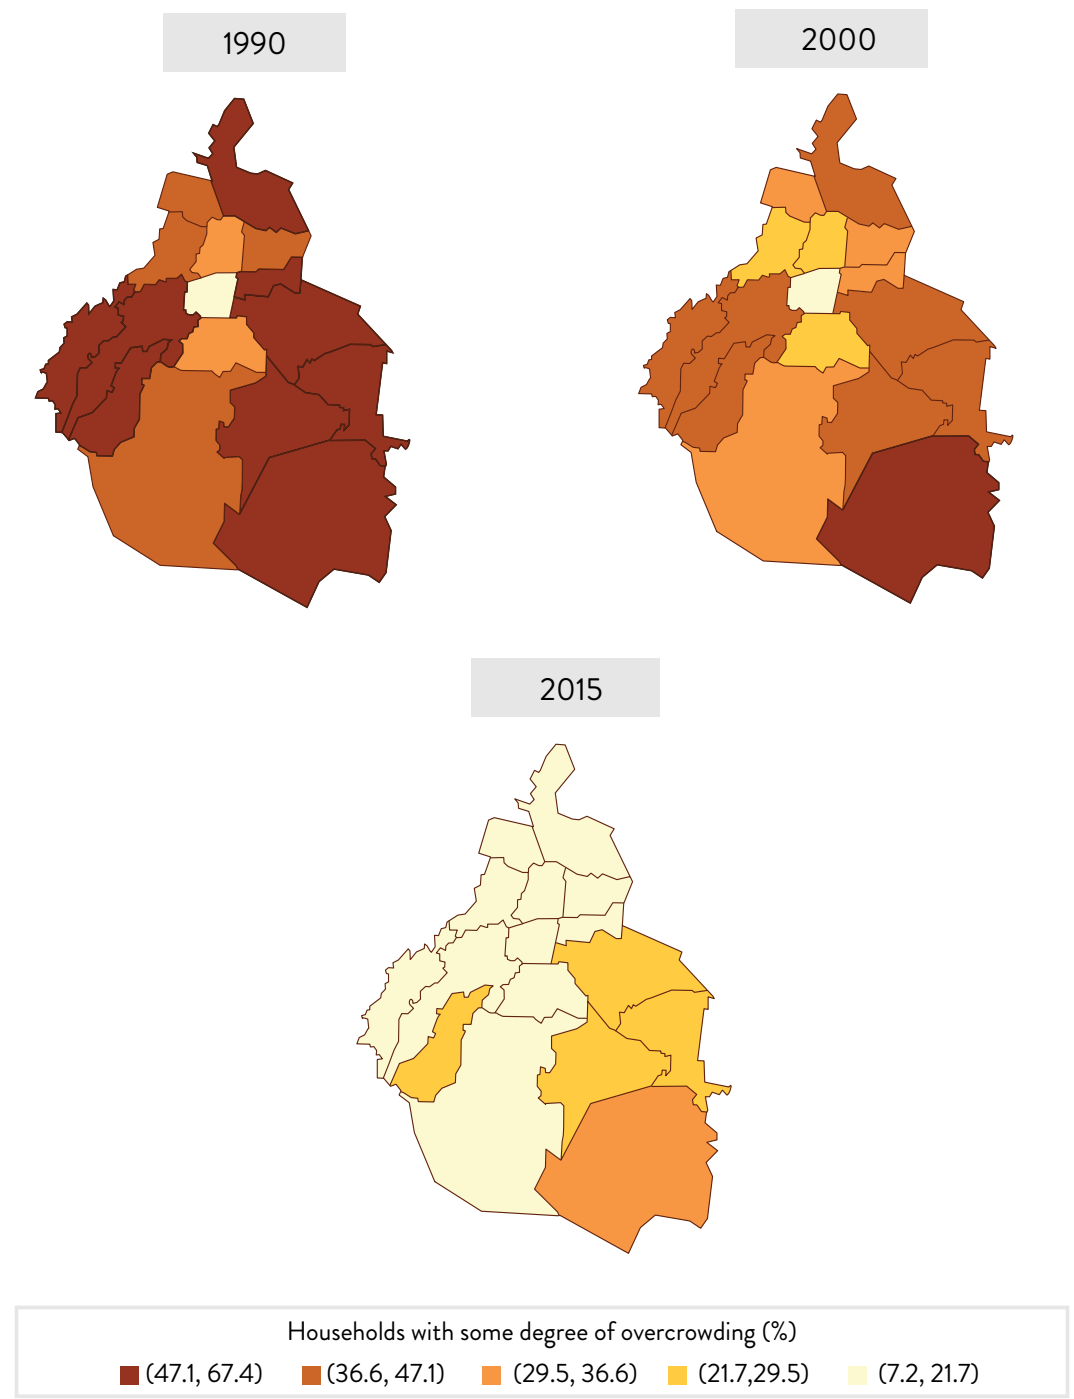 1990
2000
2015
Households with some degree of overcrowding (%)
(47.1, 67.4) (36.6, 47.1) (29.5, 36.6) (21.7,29.5) (7.2, 21.7)